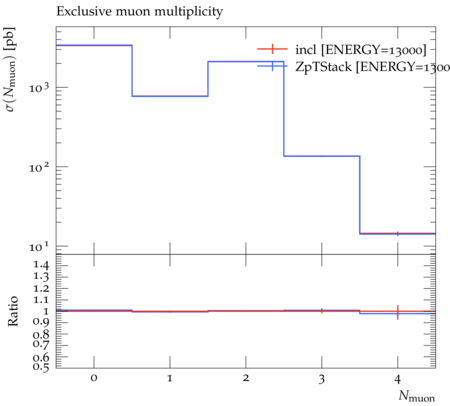 Exclusive muon multiplicity
σ(Nmuon) [pb]
incl [ENERGY=13000]
ZpTStack [ENERGY=1300
10³
10²
10¹
Ratio
1.4
1.3
1.2
1.1
1
0.9
0.8
0.7
0.6
0.5
0 1 2 3 4
Nmuon